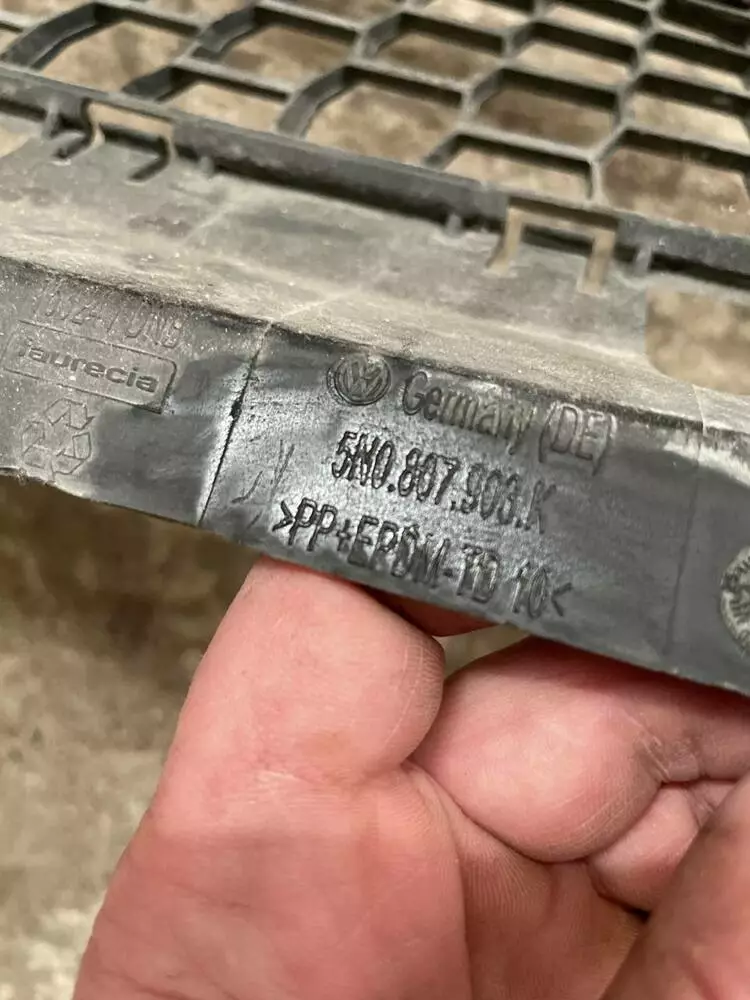 faurecia
Germany (DE)
5N0.807.903.K
>PP+EPDM-TD 10<